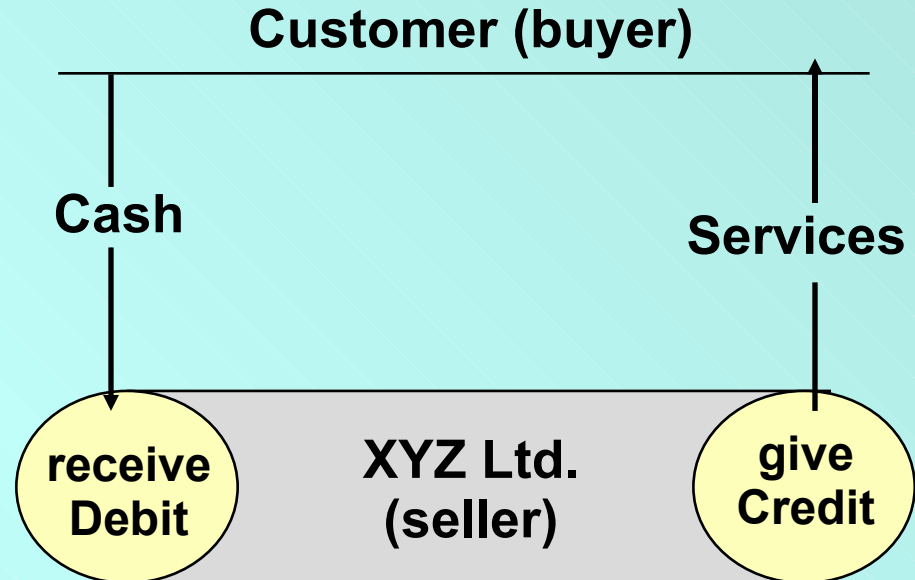 Customer (buyer)
Cash
Services
receive
Debit
XYZ Ltd.
(seller)
give
Credit